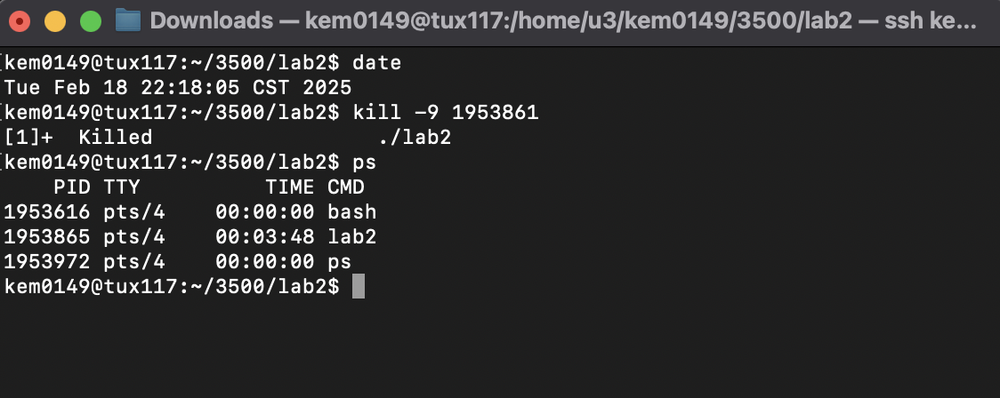 Downloads — kem0149@tux117:/home/u3/kem0149/3500/lab2 — ssh ke...
[kem0149@tux117:~/3500/lab2$ date
Tue Feb 18 22:18:05 CST 2025
[kem0149@tux117:~/3500/lab2$ kill -9 1953861
[1]+  Killed                  ./lab2
[kem0149@tux117:~/3500/lab2$ ps
    PID TTY          TIME CMD
1953616 pts/4    00:00:00 bash
1953865 pts/4    00:03:48 lab2
1953972 pts/4    00:00:00 ps
kem0149@tux117:~/3500/lab2$